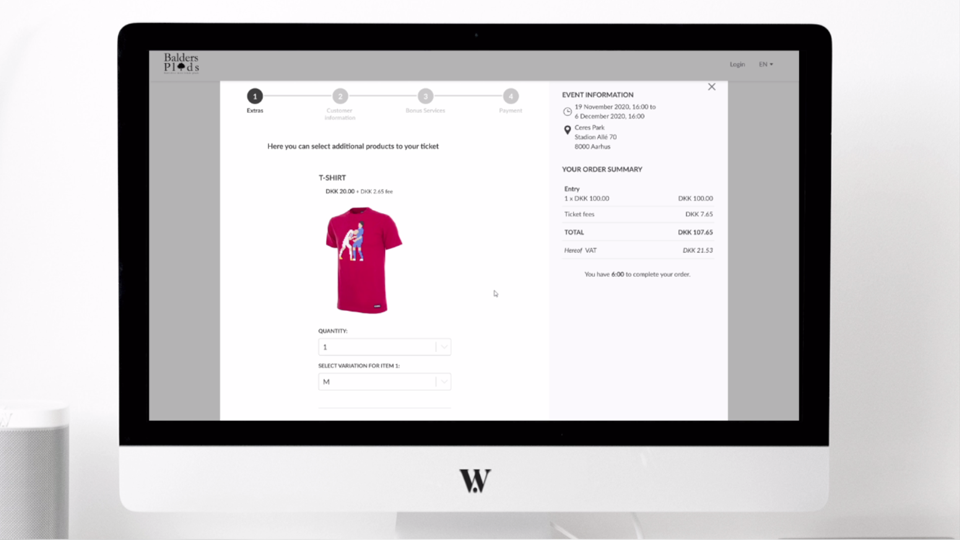 Balders
Plads
Login
EN
1
2
3
4
Extras
Customer
Information
Bonus Services
Payment
Here you can select additional products to your ticket
T-SHIRT
DKK 20.00 + DKK 2.65 fee
QUANTITY:
1
SELECT VARIATION FOR ITEM 1:
M
EVENT INFORMATION
19 November 2020, 16:00 to
6 December 2020, 16:00
Ceres Park
Stadion Allé 70
8000 Aarhus
YOUR ORDER SUMMARY
Entry
1 x DKK 100.00 DKK 100.00
Ticket fees DKK 7.65
TOTAL DKK 107.65
Hereof VAT DKK 21.53
You have 6:00 to complete your order.
W